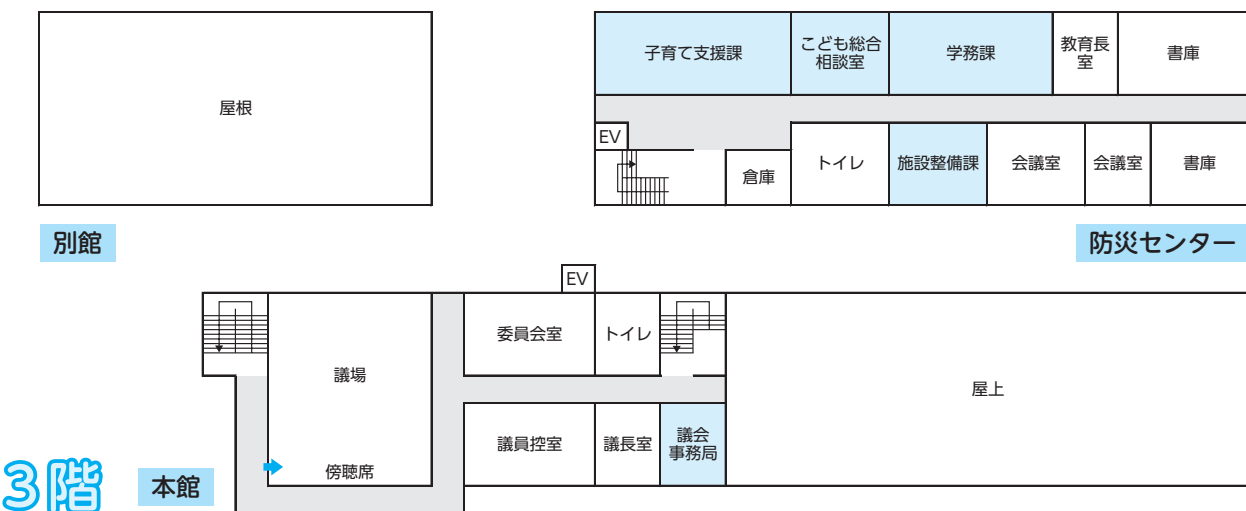 屋根
別館
子育て支援課
こども総合
相談室
学務課
教育長
室
書庫
EV
倉庫
トイレ
施設整備課
会議室
会議室
書庫
防災センター
EV
議場
傍聴席
委員会室
トイレ
議員控室
議長室
議会
事務局
屋上
3階
本館